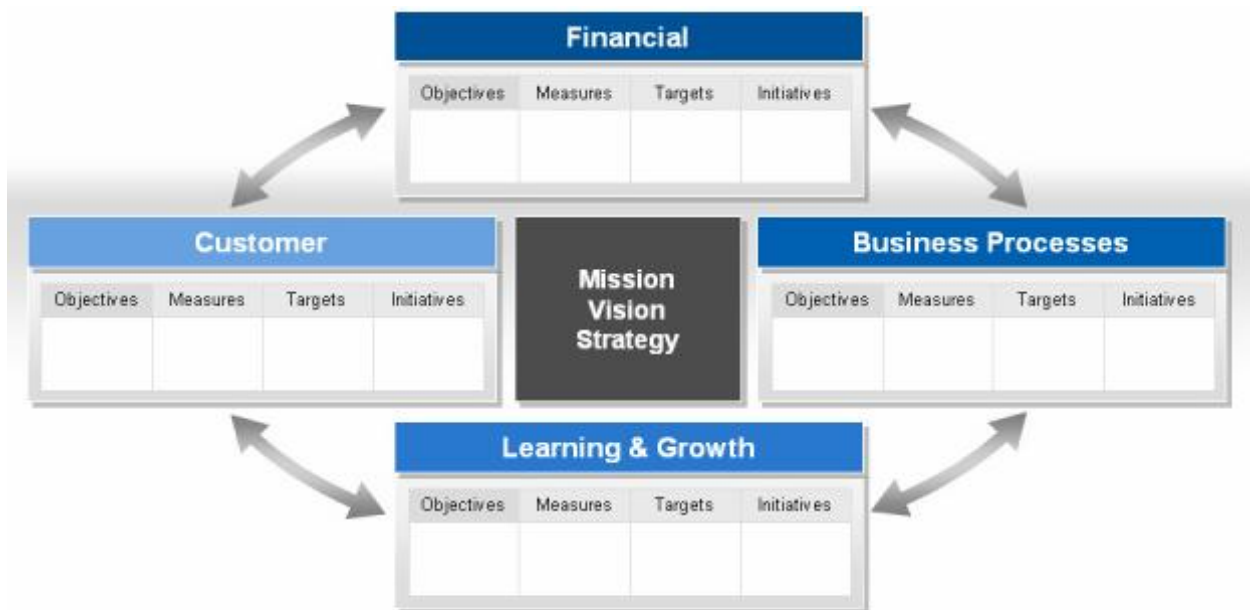 Financial
Objectives Measures Targets Initiatives
Customer
Objectives Measures Targets Initiatives
Mission
Vision
Strategy
Business Processes
Objectives Measures Targets Initiatives
Learning & Growth
Objectives Measures Targets Initiatives